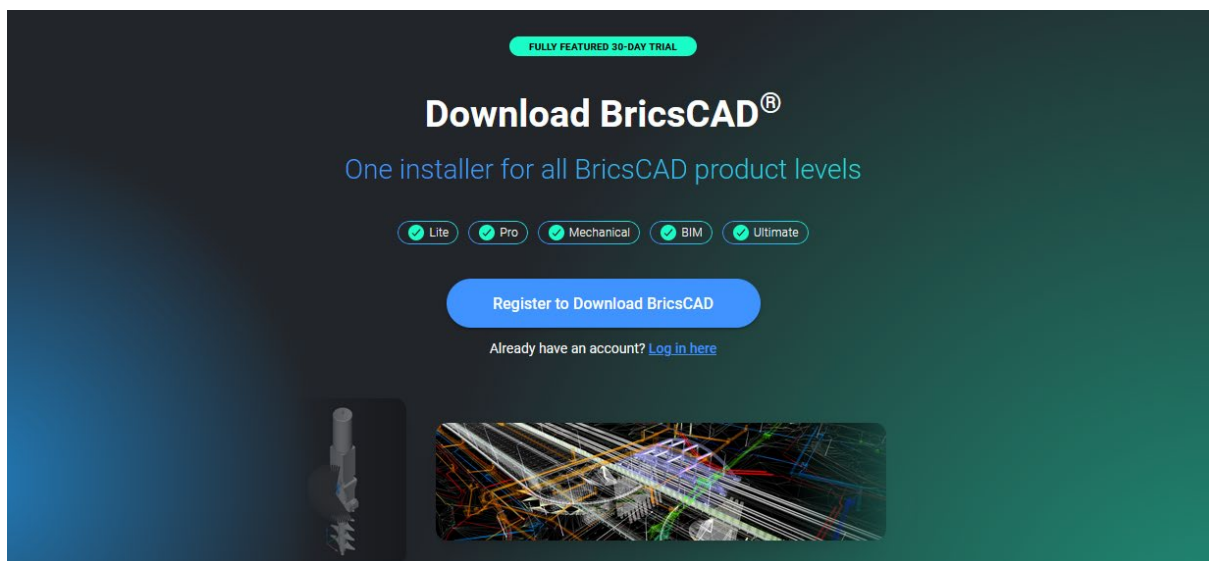 FULLY FEATURED 30-DAY TRIAL
Download BricsCAD®
One installer for all BricsCAD product levels
Lite Pro Mechanical BIM Ultimate
Register to Download BricsCAD
Already have an account? Log in here